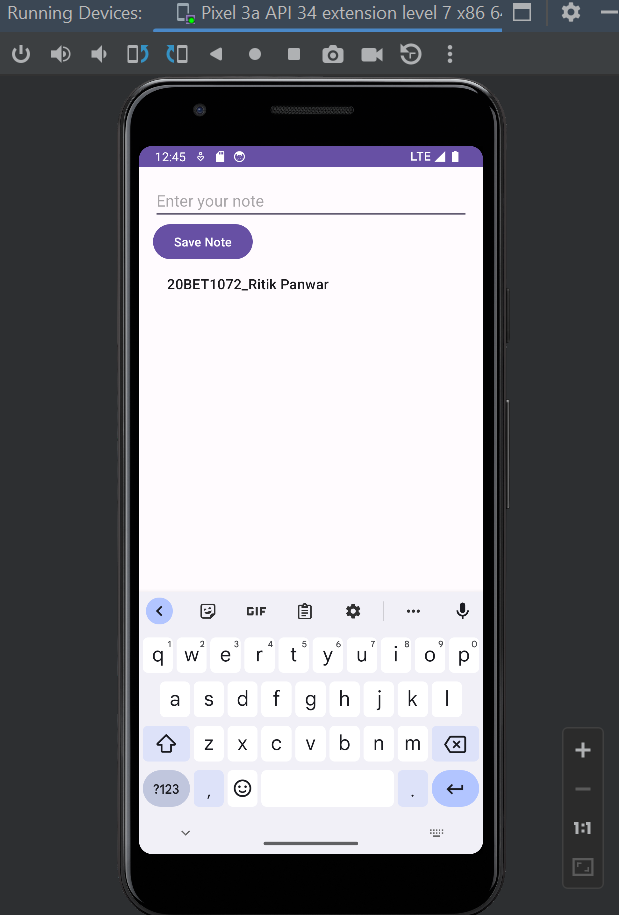 Running Devices: Pixel 3a API 34 extension level 7 x86 6
12:45 LTE
Enter your note
Save Note
20BET1072_Ritik Panwar
GIF
1 2 3 4 5 6 7 8 9 0
q w e r t y u i o p
a s d f g h j k l
z x c v b n m
?123 , .
1:1